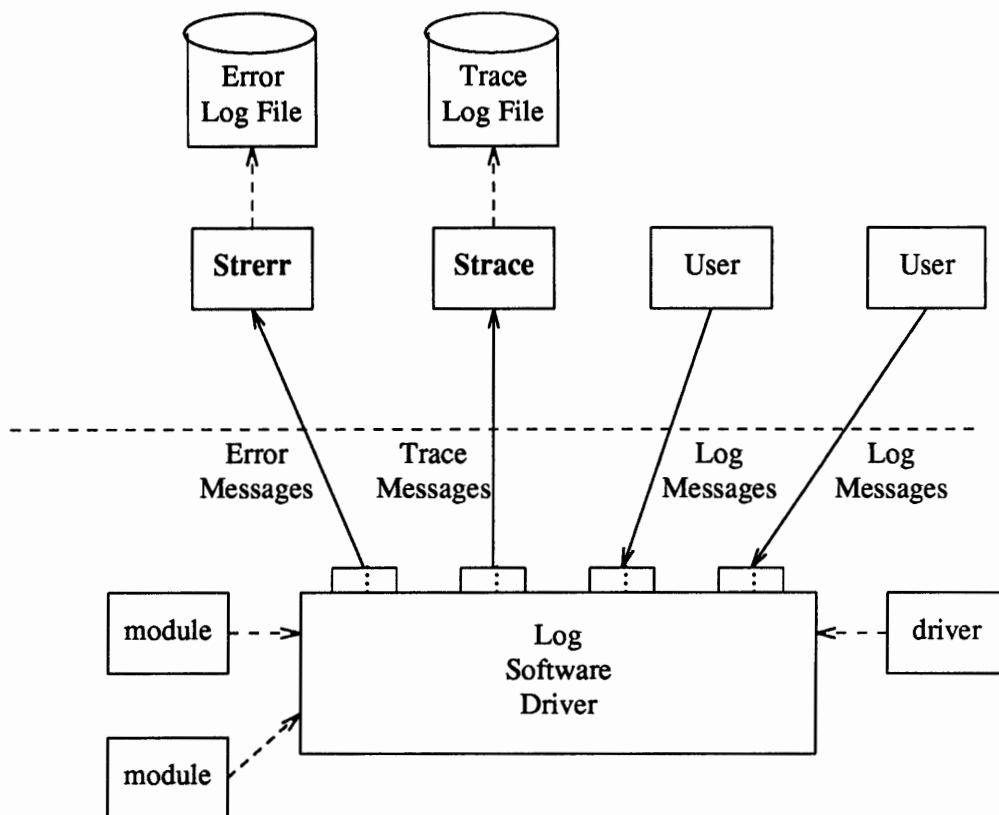 Error
Log File
Trace
Log File
Strerr
Strace
User
User
Error
Messages
Trace
Messages
Log
Messages
Log
Messages
module
Log
Software
Driver
driver
module